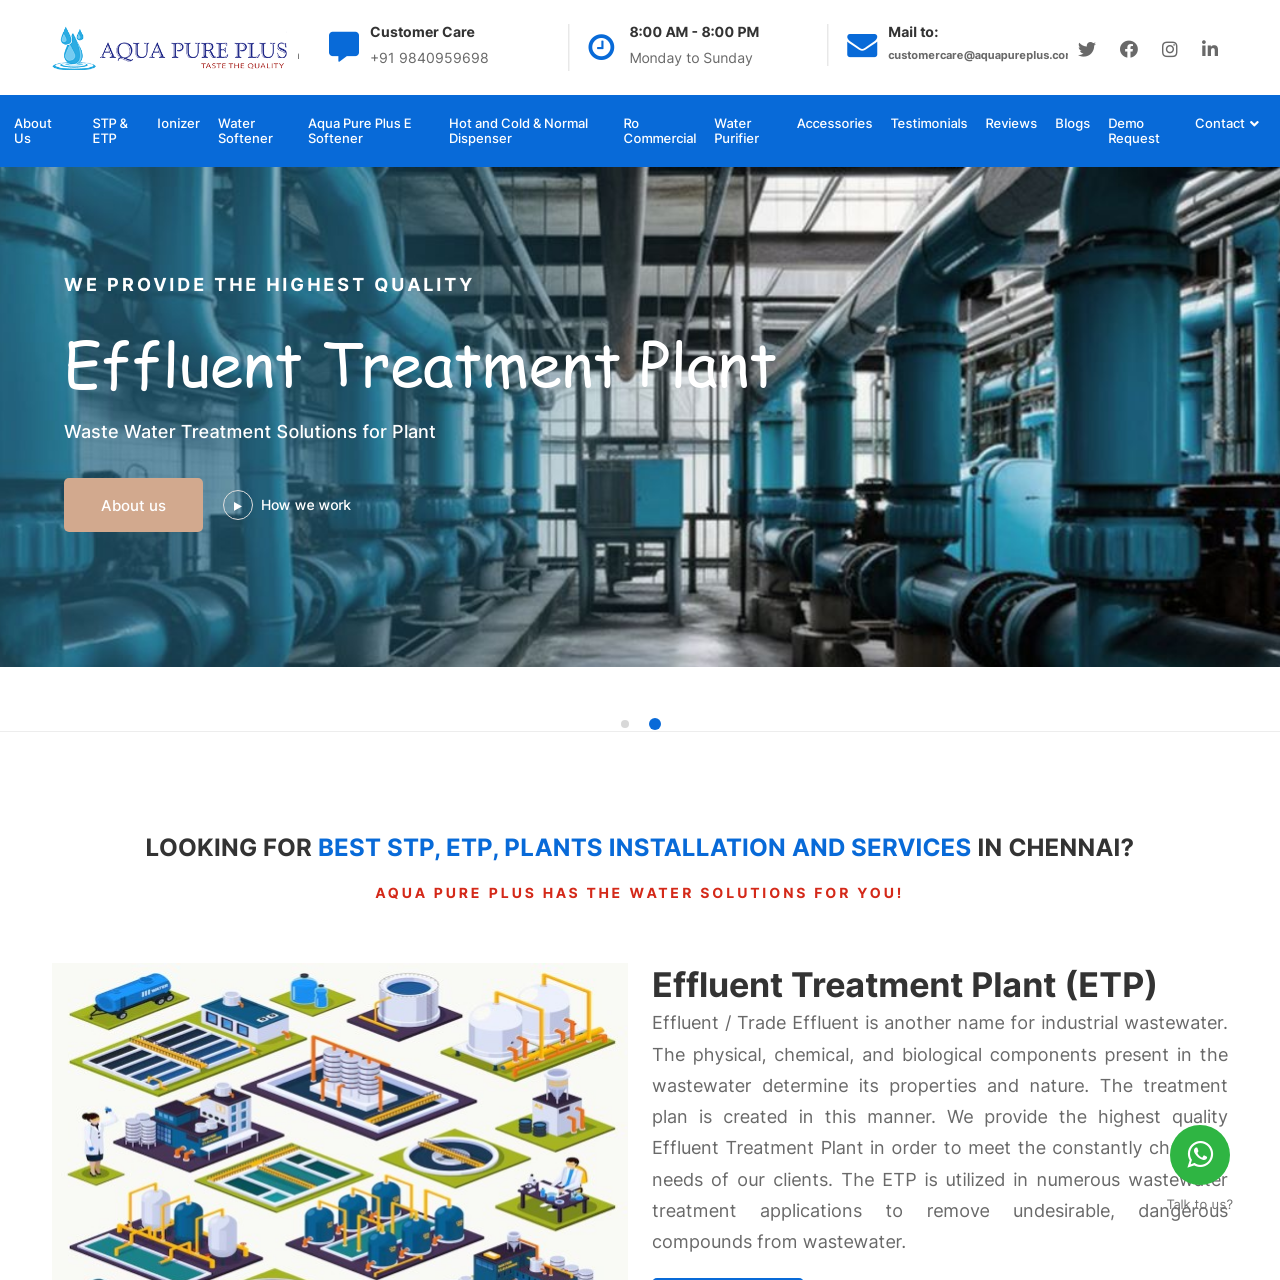 AQUA PURE PLUS
TASTE THE QUALITY
Customer Care
+91 9840959698
8:00 AM - 8:00 PM
Monday to Sunday
Mail to:
customercare@aquapureplus.com
About Us
STP & ETP
Ionizer
Water Softener
Aqua Pure Plus E Softener
Hot and Cold & Normal Dispenser
Ro Commercial
Water Purifier
Accessories
Testimonials
Reviews
Blogs
Demo Request
Contact
WE PROVIDE THE HIGHEST QUALITY
Effluent Treatment Plant
Waste Water Treatment Solutions for Plant
About us
How we work
LOOKING FOR BEST STP, ETP, PLANTS INSTALLATION AND SERVICES IN CHENNAI?
AQUA PURE PLUS HAS THE WATER SOLUTIONS FOR YOU!
Effluent Treatment Plant (ETP)
Effluent / Trade Effluent is another name for industrial wastewater.
The physical, chemical, and biological components present in the
wastewater determine its properties and nature. The treatment
plan is created in this manner. We provide the highest quality
Effluent Treatment Plant in order to meet the constantly
needs of our clients. The ETP is utilized in numerous wastewater
treatment applications to remove undesirable, dangerous
compounds from wastewater.
Talk to us?